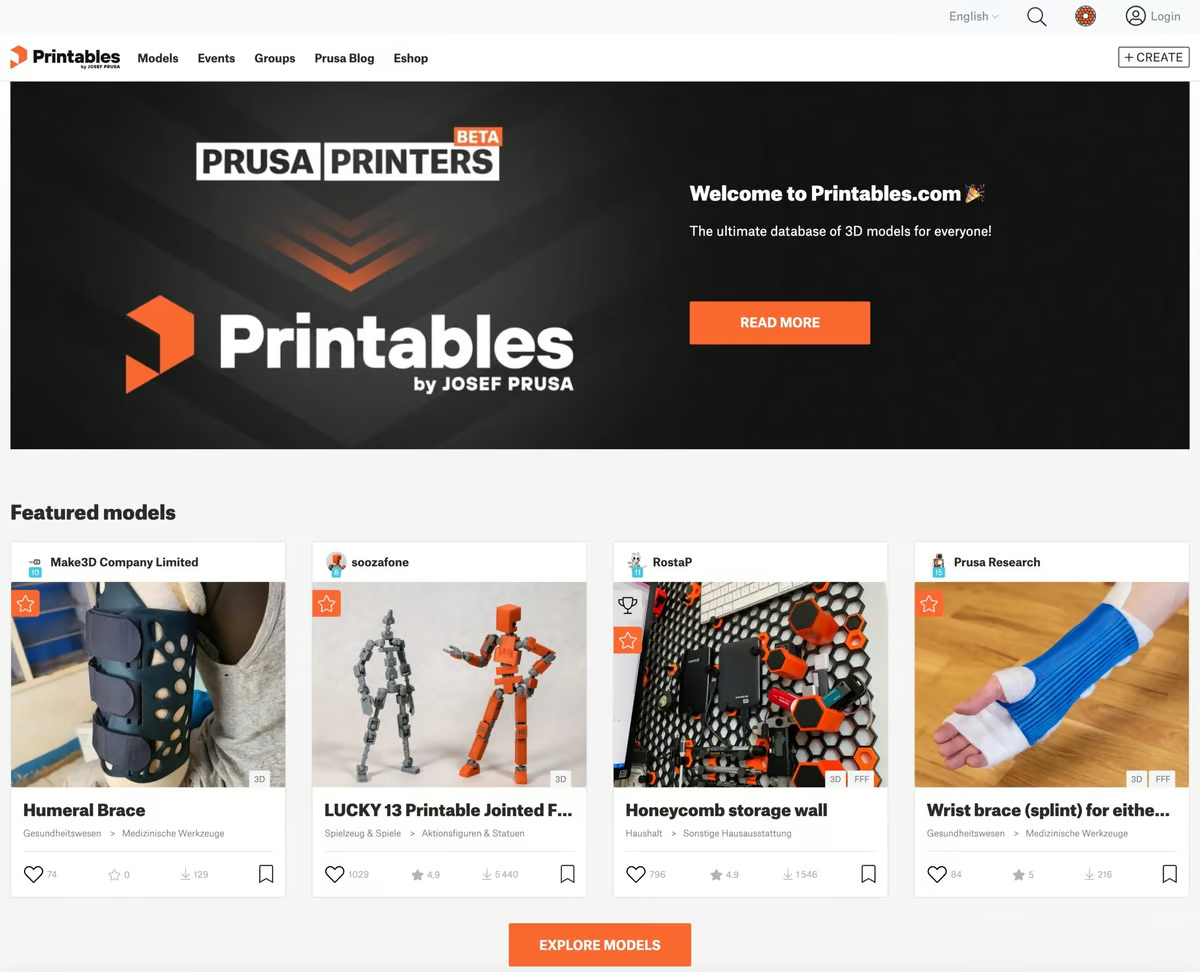 English
Login
Printables
by JOSEF PRUSA
Models Events Groups Prusa Blog Eshop
+ CREATE
BETA
PRUSA PRINTERS
Printables
by JOSEF PRUSA
Welcome to Printables.com 🎉
The ultimate database of 3D models for everyone!
READ MORE
Featured models
10 Make3D Company Limited
3D
Humeral Brace
Gesundheitswesen > Medizinische Werkzeuge
74 0 129
8 soozafone
3D
LUCKY 13 Printable Jointed F...
Spielzeug & Spiele > Aktionsfiguren & Statuen
1029 4.9 5 440
11 RostaP
3D FFF
Honeycomb storage wall
Haushalt > Sonstige Hausausstattung
796 4.9 1 546
15 Prusa Research
3D FFF
Wrist brace (splint) for eithe...
Gesundheitswesen > Medizinische Werkzeuge
84 5 216
EXPLORE MODELS